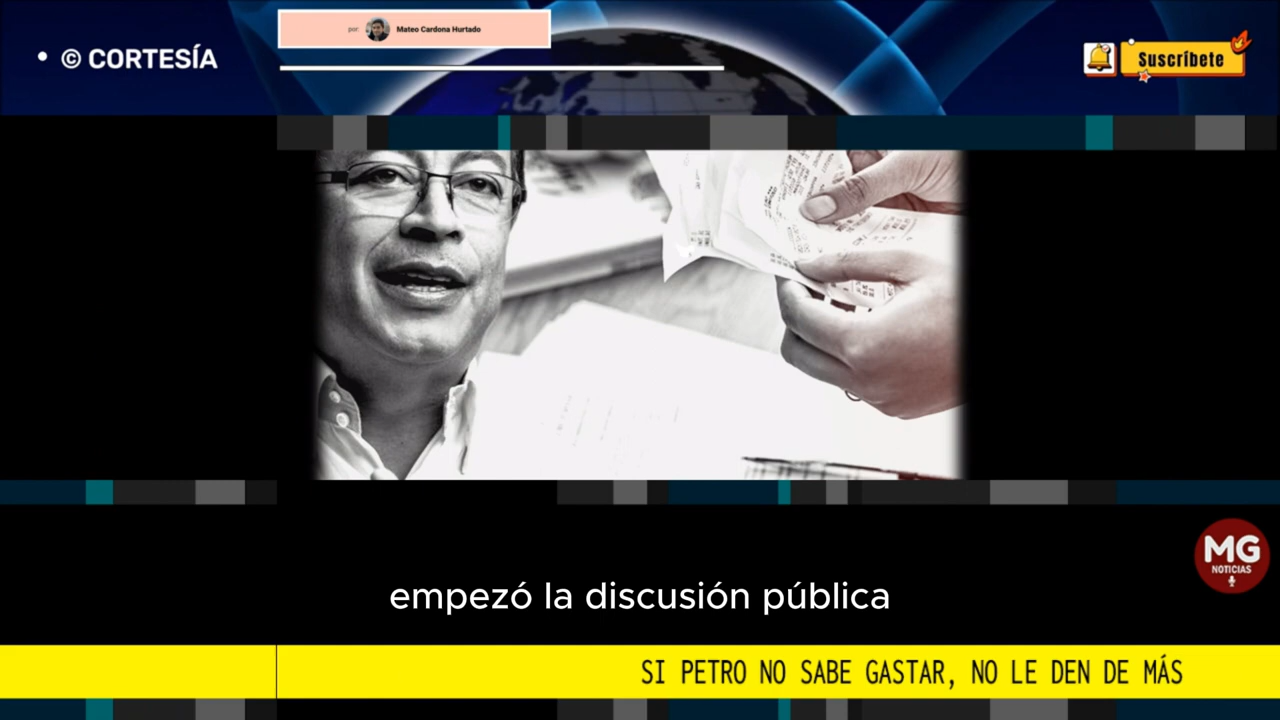 por: Mateo Cardona Hurtado
• © CORTESÍA
Suscríbete
empezó la discusión pública
MG
NOTICIAS
SI PETRO NO SABE GASTAR, NO LE DEN DE MÁS